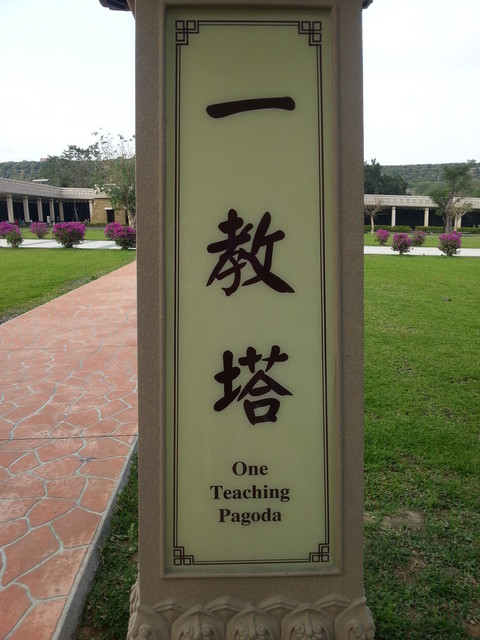 一教塔
One
Teaching
Pagoda